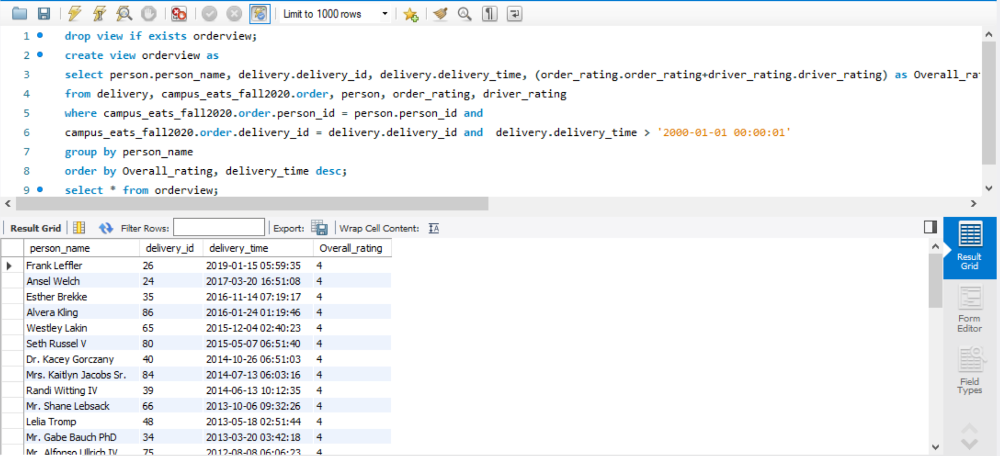 Limit to 1000 rows
1 drop view if exists orderview;
2 create view orderview as
3 select person.person_name, delivery.delivery_id, delivery.delivery_time, (order_rating.order_rating+driver_rating.driver_rating) as Overall_rat
4 from delivery, campus_eats_fall2020.order, person, order_rating, driver_rating
5 where campus_eats_fall2020.order.person_id = person.person_id and
6 campus_eats_fall2020.order.delivery_id = delivery.delivery_id and  delivery.delivery_time > '2000-01-01 00:00:01'
7 group by person_name
8 order by Overall_rating, delivery_time desc;
9 select * from orderview;
Result Grid Filter Rows: Export: Wrap Cell Content:
person_name delivery_id delivery_time Overall_rating
Frank Leffler 26 2019-01-15 05:59:35 4
Ansel Welch 24 2017-03-20 16:51:08 4
Esther Brekke 35 2016-11-14 07:19:17 4
Alvera Kling 86 2016-01-24 01:19:46 4
Westley Lakin 65 2015-12-04 02:40:23 4
Seth Russel V 80 2015-05-07 06:51:40 4
Dr. Kacey Gorczany 40 2014-10-26 06:51:03 4
Mrs. Kaitlyn Jacobs Sr. 84 2014-07-13 06:03:16 4
Randi Witting IV 39 2014-06-13 10:12:35 4
Mr. Shane Lebsack 66 2013-10-06 09:32:26 4
Lelia Tromp 48 2013-05-18 02:51:44 4
Mr. Gabe Bauch PhD 34 2013-03-20 03:42:18 4
Mr. Alfonso Ullrich IV 75 2012-08-08 06:06:23 4
Result
Grid
Form
Editor
Field
Types